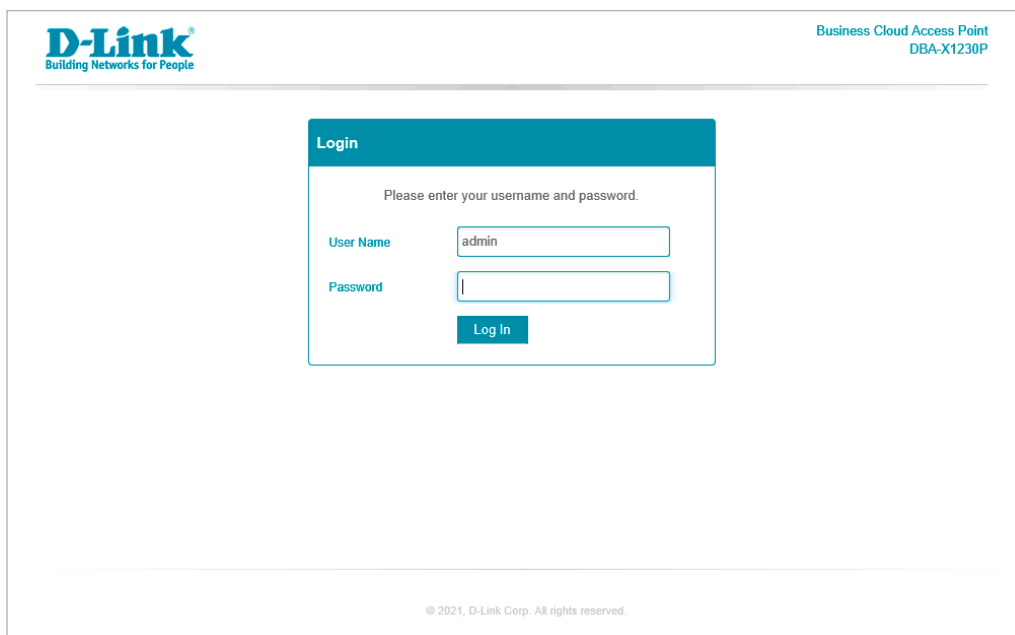 D-Link®
Building Networks for People
Business Cloud Access Point
DBA-X1230P
Login
Please enter your username and password.
User Name
admin
Password
Log In
© 2021, D-Link Corp. All rights reserved.